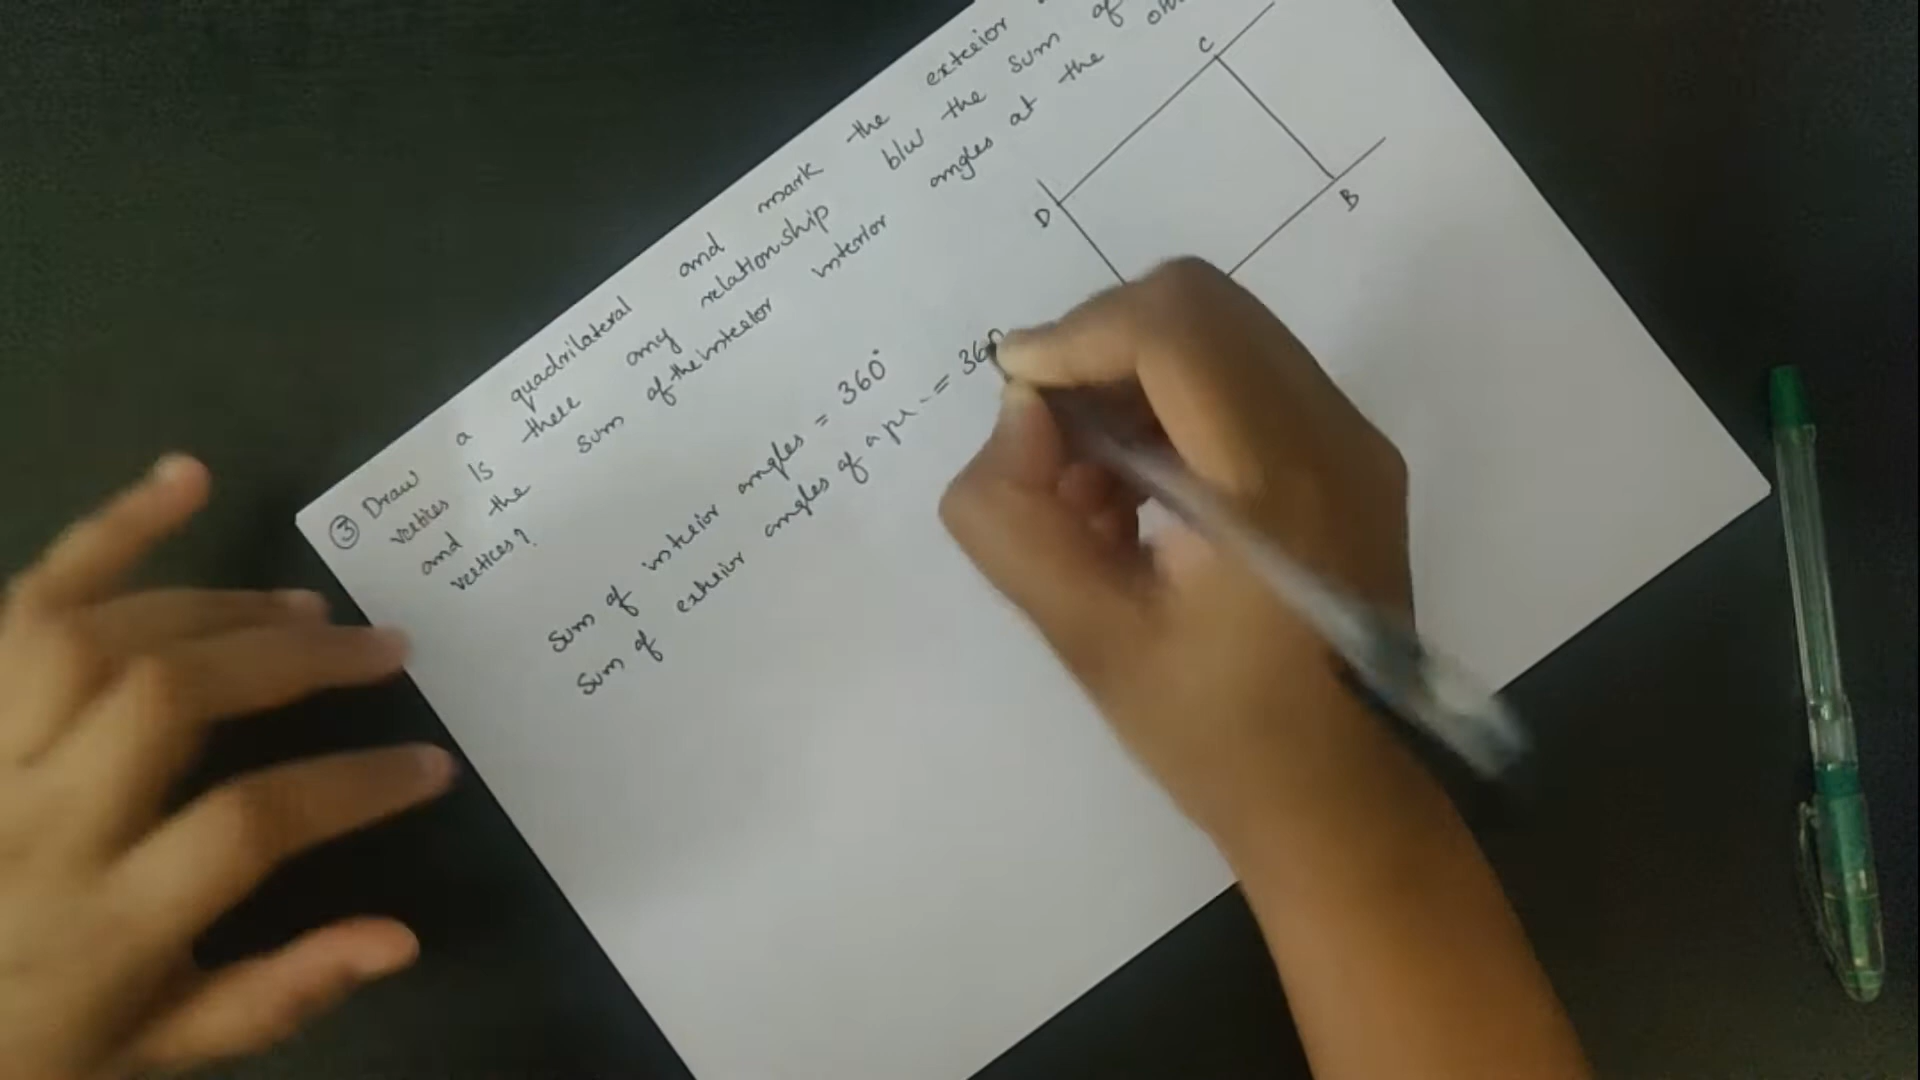 ③ Draw a quadrilateral and mark the exterior
vertices Is there any relationship b/w the sum of
and the sum of the interior interior angles at the
vertices?
C
D
B
Sum of interior angles = 360°
Sum of exterior angles of a = 360